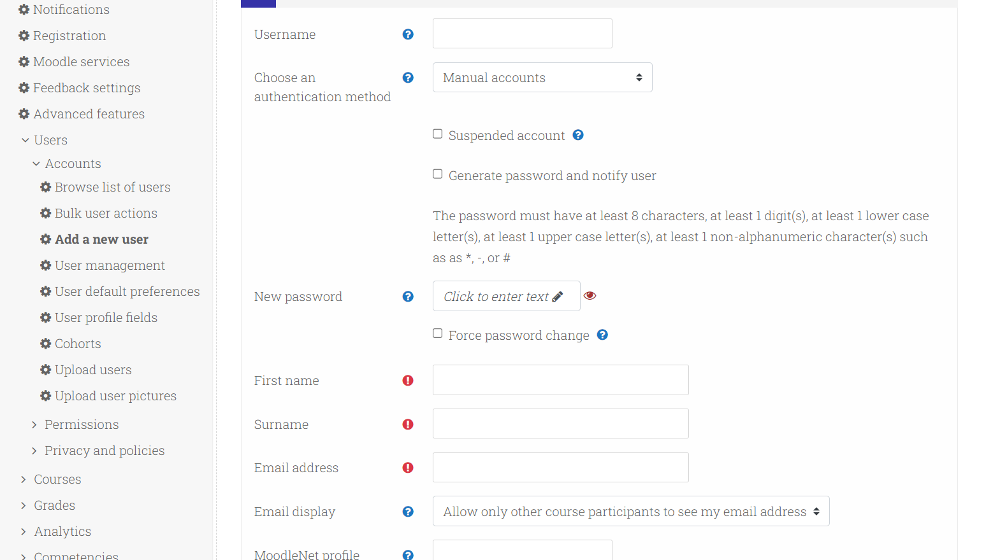 Notifications
Registration
Moodle services
Feedback settings
Advanced features
Users
Accounts
Browse list of users
Bulk user actions
Add a new user
User management
User default preferences
User profile fields
Cohorts
Upload users
Upload user pictures
Permissions
Privacy and policies
Courses
Grades
Analytics
Competencies
Username
Manual accounts
Choose an
authentication method
Suspended account
Generate password and notify user
The password must have at least 8 characters, at least 1 digit(s), at least 1 lower case
letter(s), at least 1 upper case letter(s), at least 1 non-alphanumeric character(s) such
as as *, -, or #
New password
Click to enter text
Force password change
First name
Surname
Email address
Email display
Allow only other course participants to see my email address
MoodleNet profile